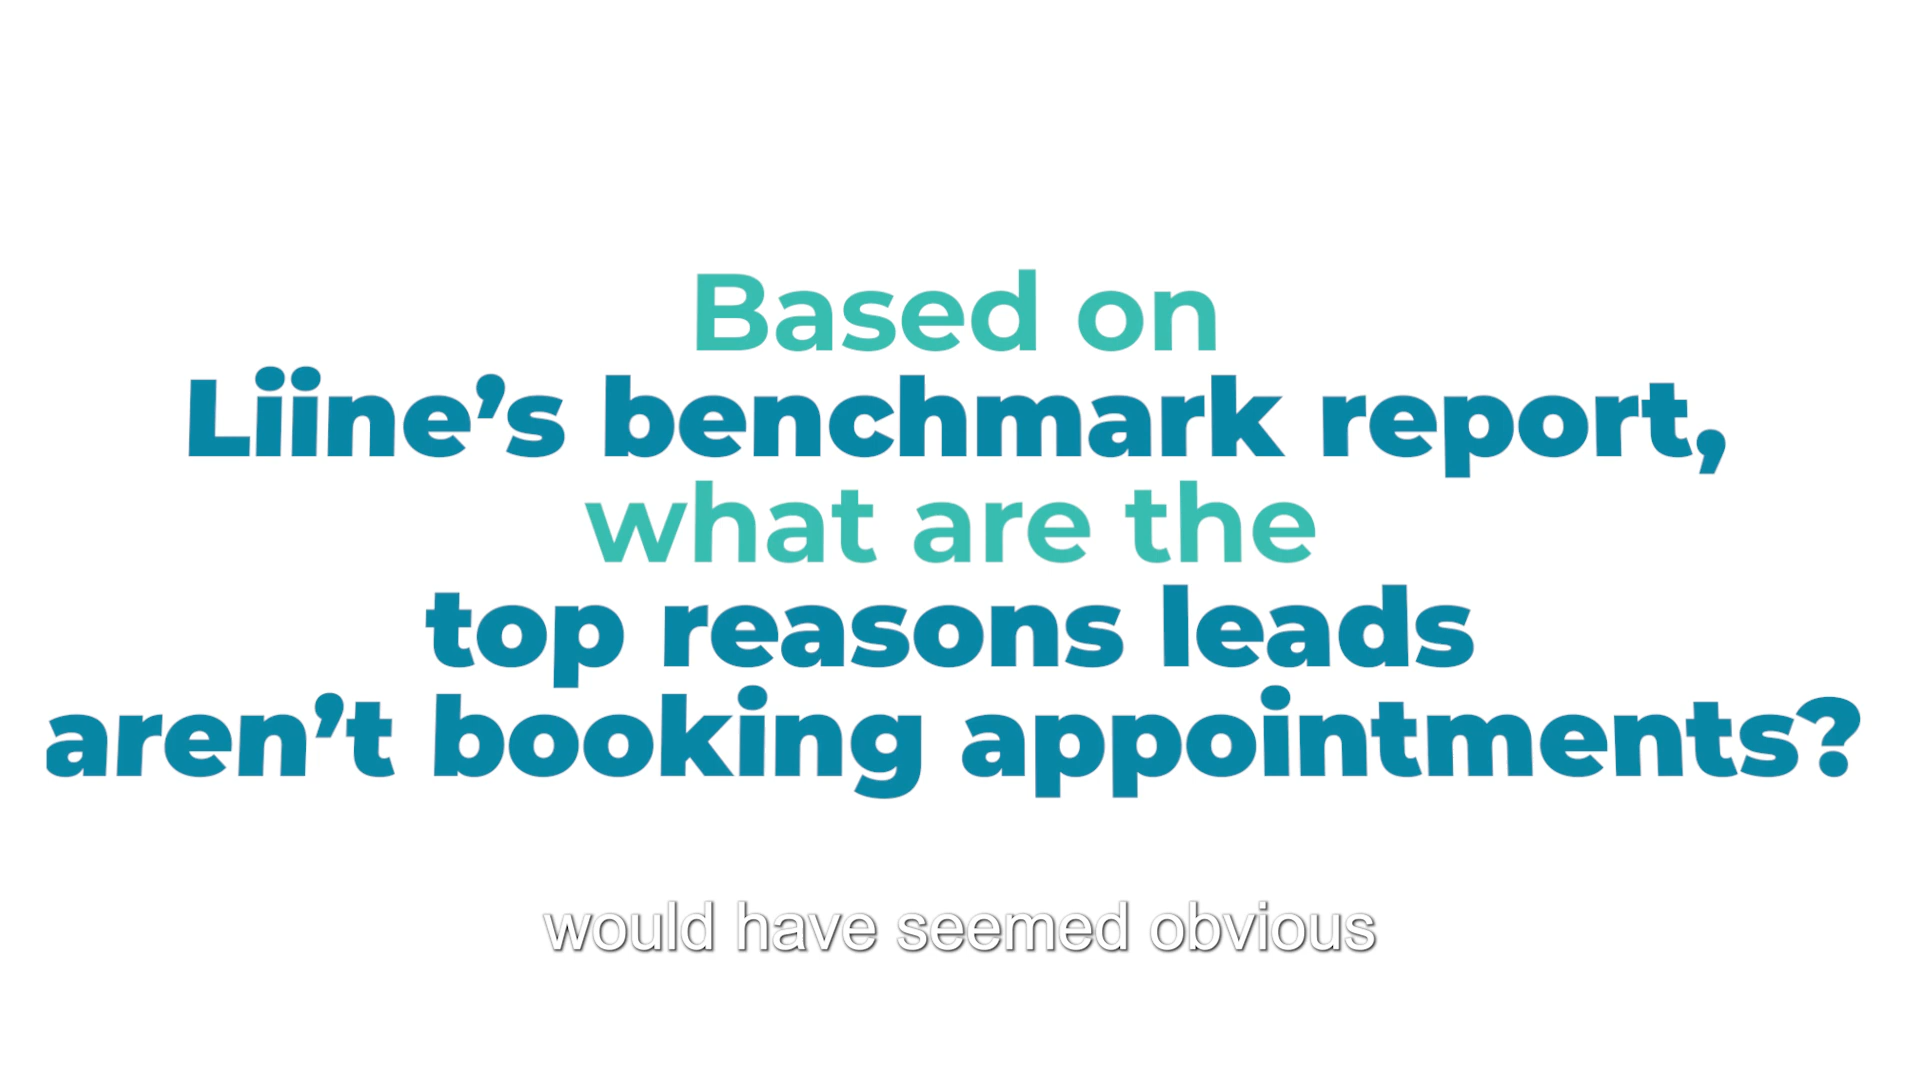 Based on
Liine’s benchmark report,
what are the
top reasons leads
aren’t booking appointments?
would have seemed obvious